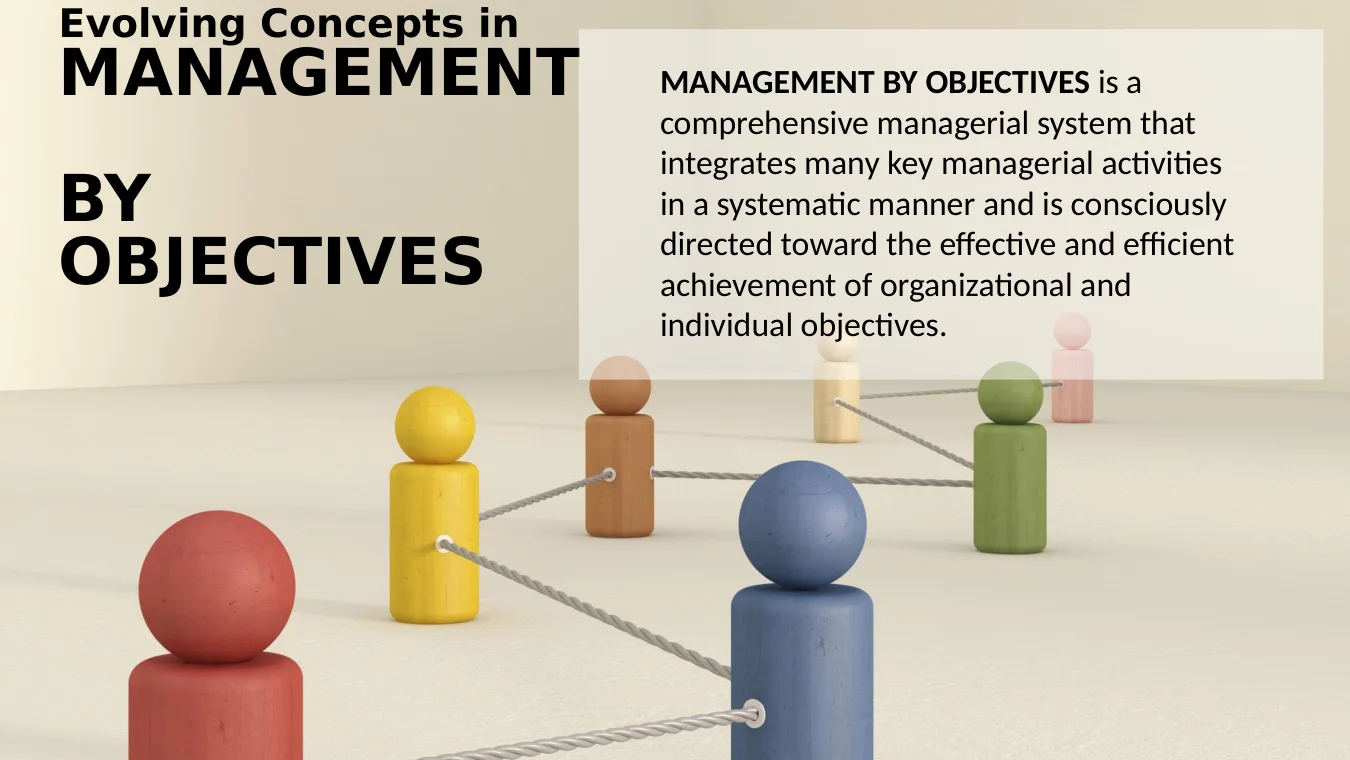 Evolving Concepts in
MANAGEMENT
BY
OBJECTIVES
MANAGEMENT BY OBJECTIVES is a
comprehensive managerial system that
integrates many key managerial activities
in a systematic manner and is consciously
directed toward the effective and efficient
achievement of organizational and
individual objectives.